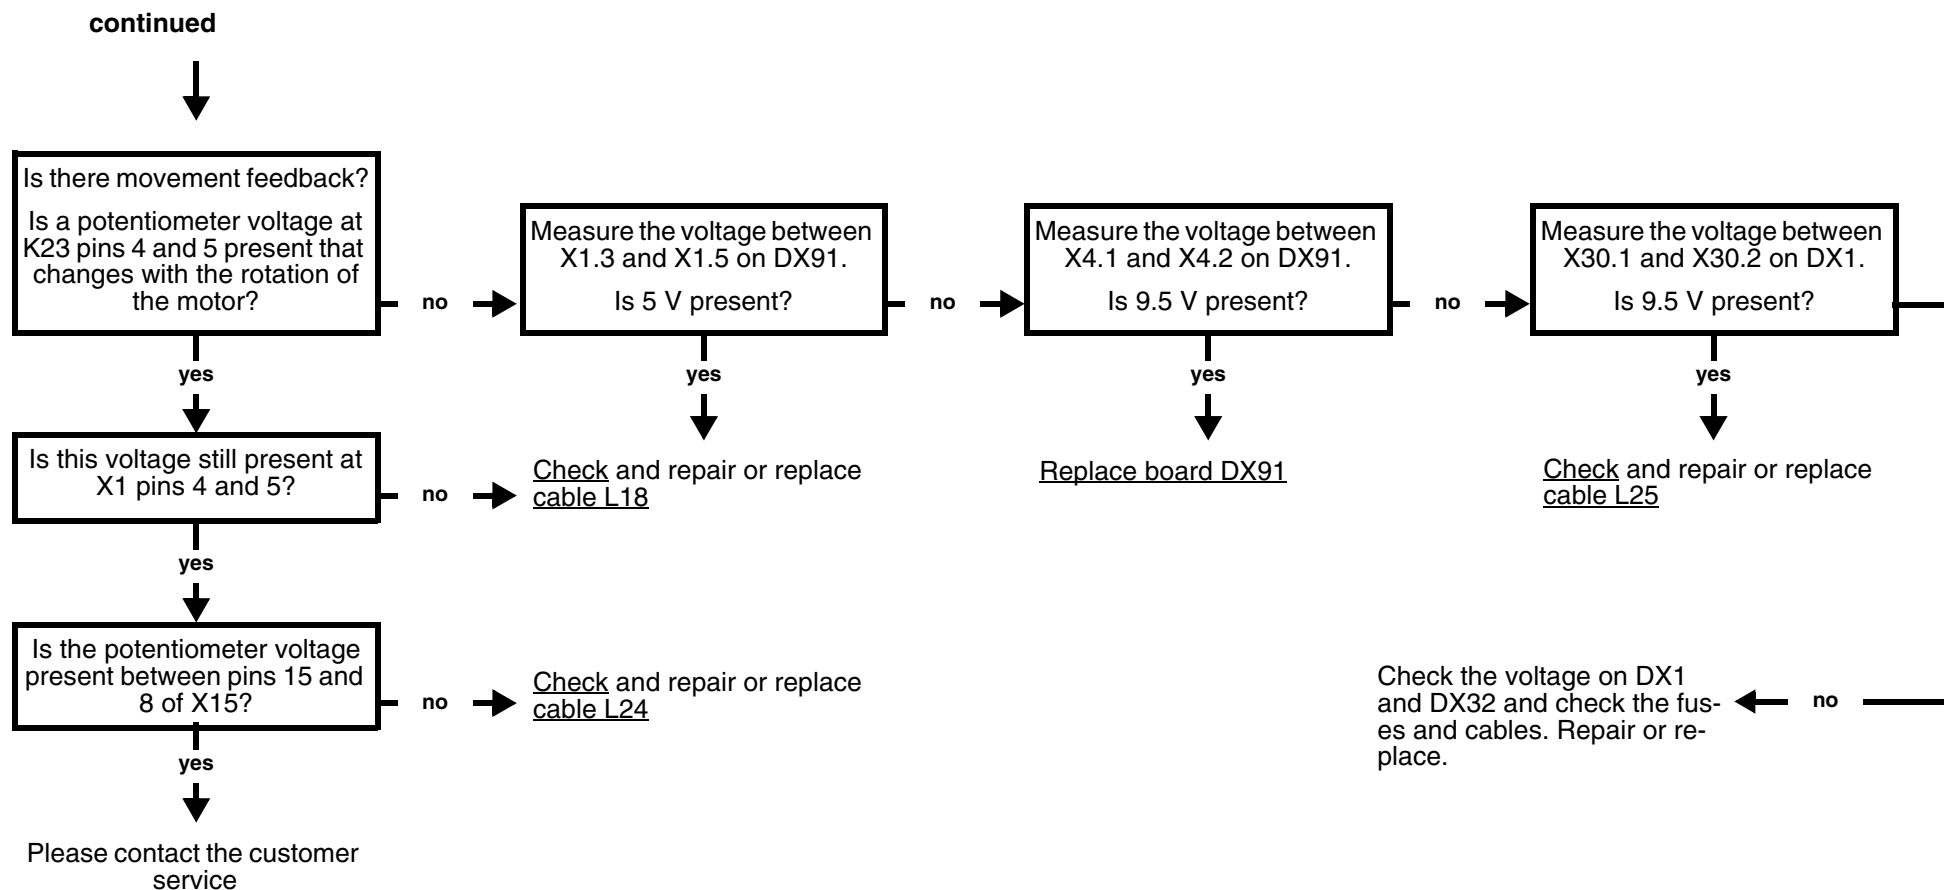 continued
Is there movement feedback?
Is a potentiometer voltage at
K23 pins 4 and 5 present that
changes with the rotation of
the motor?
no
Measure the voltage between
X1.3 and X1.5 on DX91.
Is 5 V present?
no
Measure the voltage between
X4.1 and X4.2 on DX91.
Is 9.5 V present?
no
Measure the voltage between
X30.1 and X30.2 on DX1.
Is 9.5 V present?
yes
yes
yes
yes
Is this voltage still present at
X1 pins 4 and 5?
no
Check and repair or replace
cable L18
Replace board DX91
Check and repair or replace
cable L25
yes
Is the potentiometer voltage
present between pins 15 and
8 of X15?
no
Check and repair or replace
cable L24
Check the voltage on DX1
and DX32 and check the fus-
es and cables. Repair or re-
place.
no
yes
Please contact the customer
service